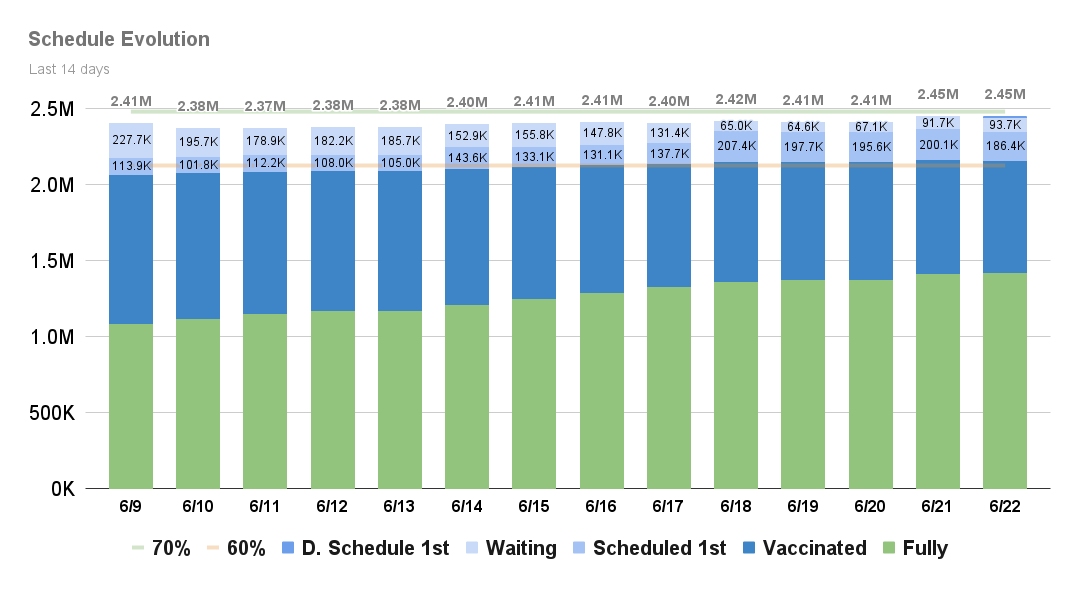 Schedule Evolution
Last 14 days
2.41M 2.38M 2.37M 2.38M 2.38M 2.40M 2.41M 2.41M 2.40M 2.42M 2.41M 2.41M 2.45M 2.45M
2.5M
227.7K 195.7K 178.9K 182.2K 185.7K 152.9K 155.8K 147.8K 131.4K 65.0K 64.6K 67.1K 91.7K 93.7K
113.9K 101.8K 112.2K 108.0K 105.0K 143.6K 133.1K 131.1K 137.7K 207.4K 197.7K 195.6K 200.1K 186.4K
2.0M
1.5M
1.0M
500K
0K
6/9 6/10 6/11 6/12 6/13 6/14 6/15 6/16 6/17 6/18 6/19 6/20 6/21 6/22
70% 60% D. Schedule 1st Waiting Scheduled 1st Vaccinated Fully